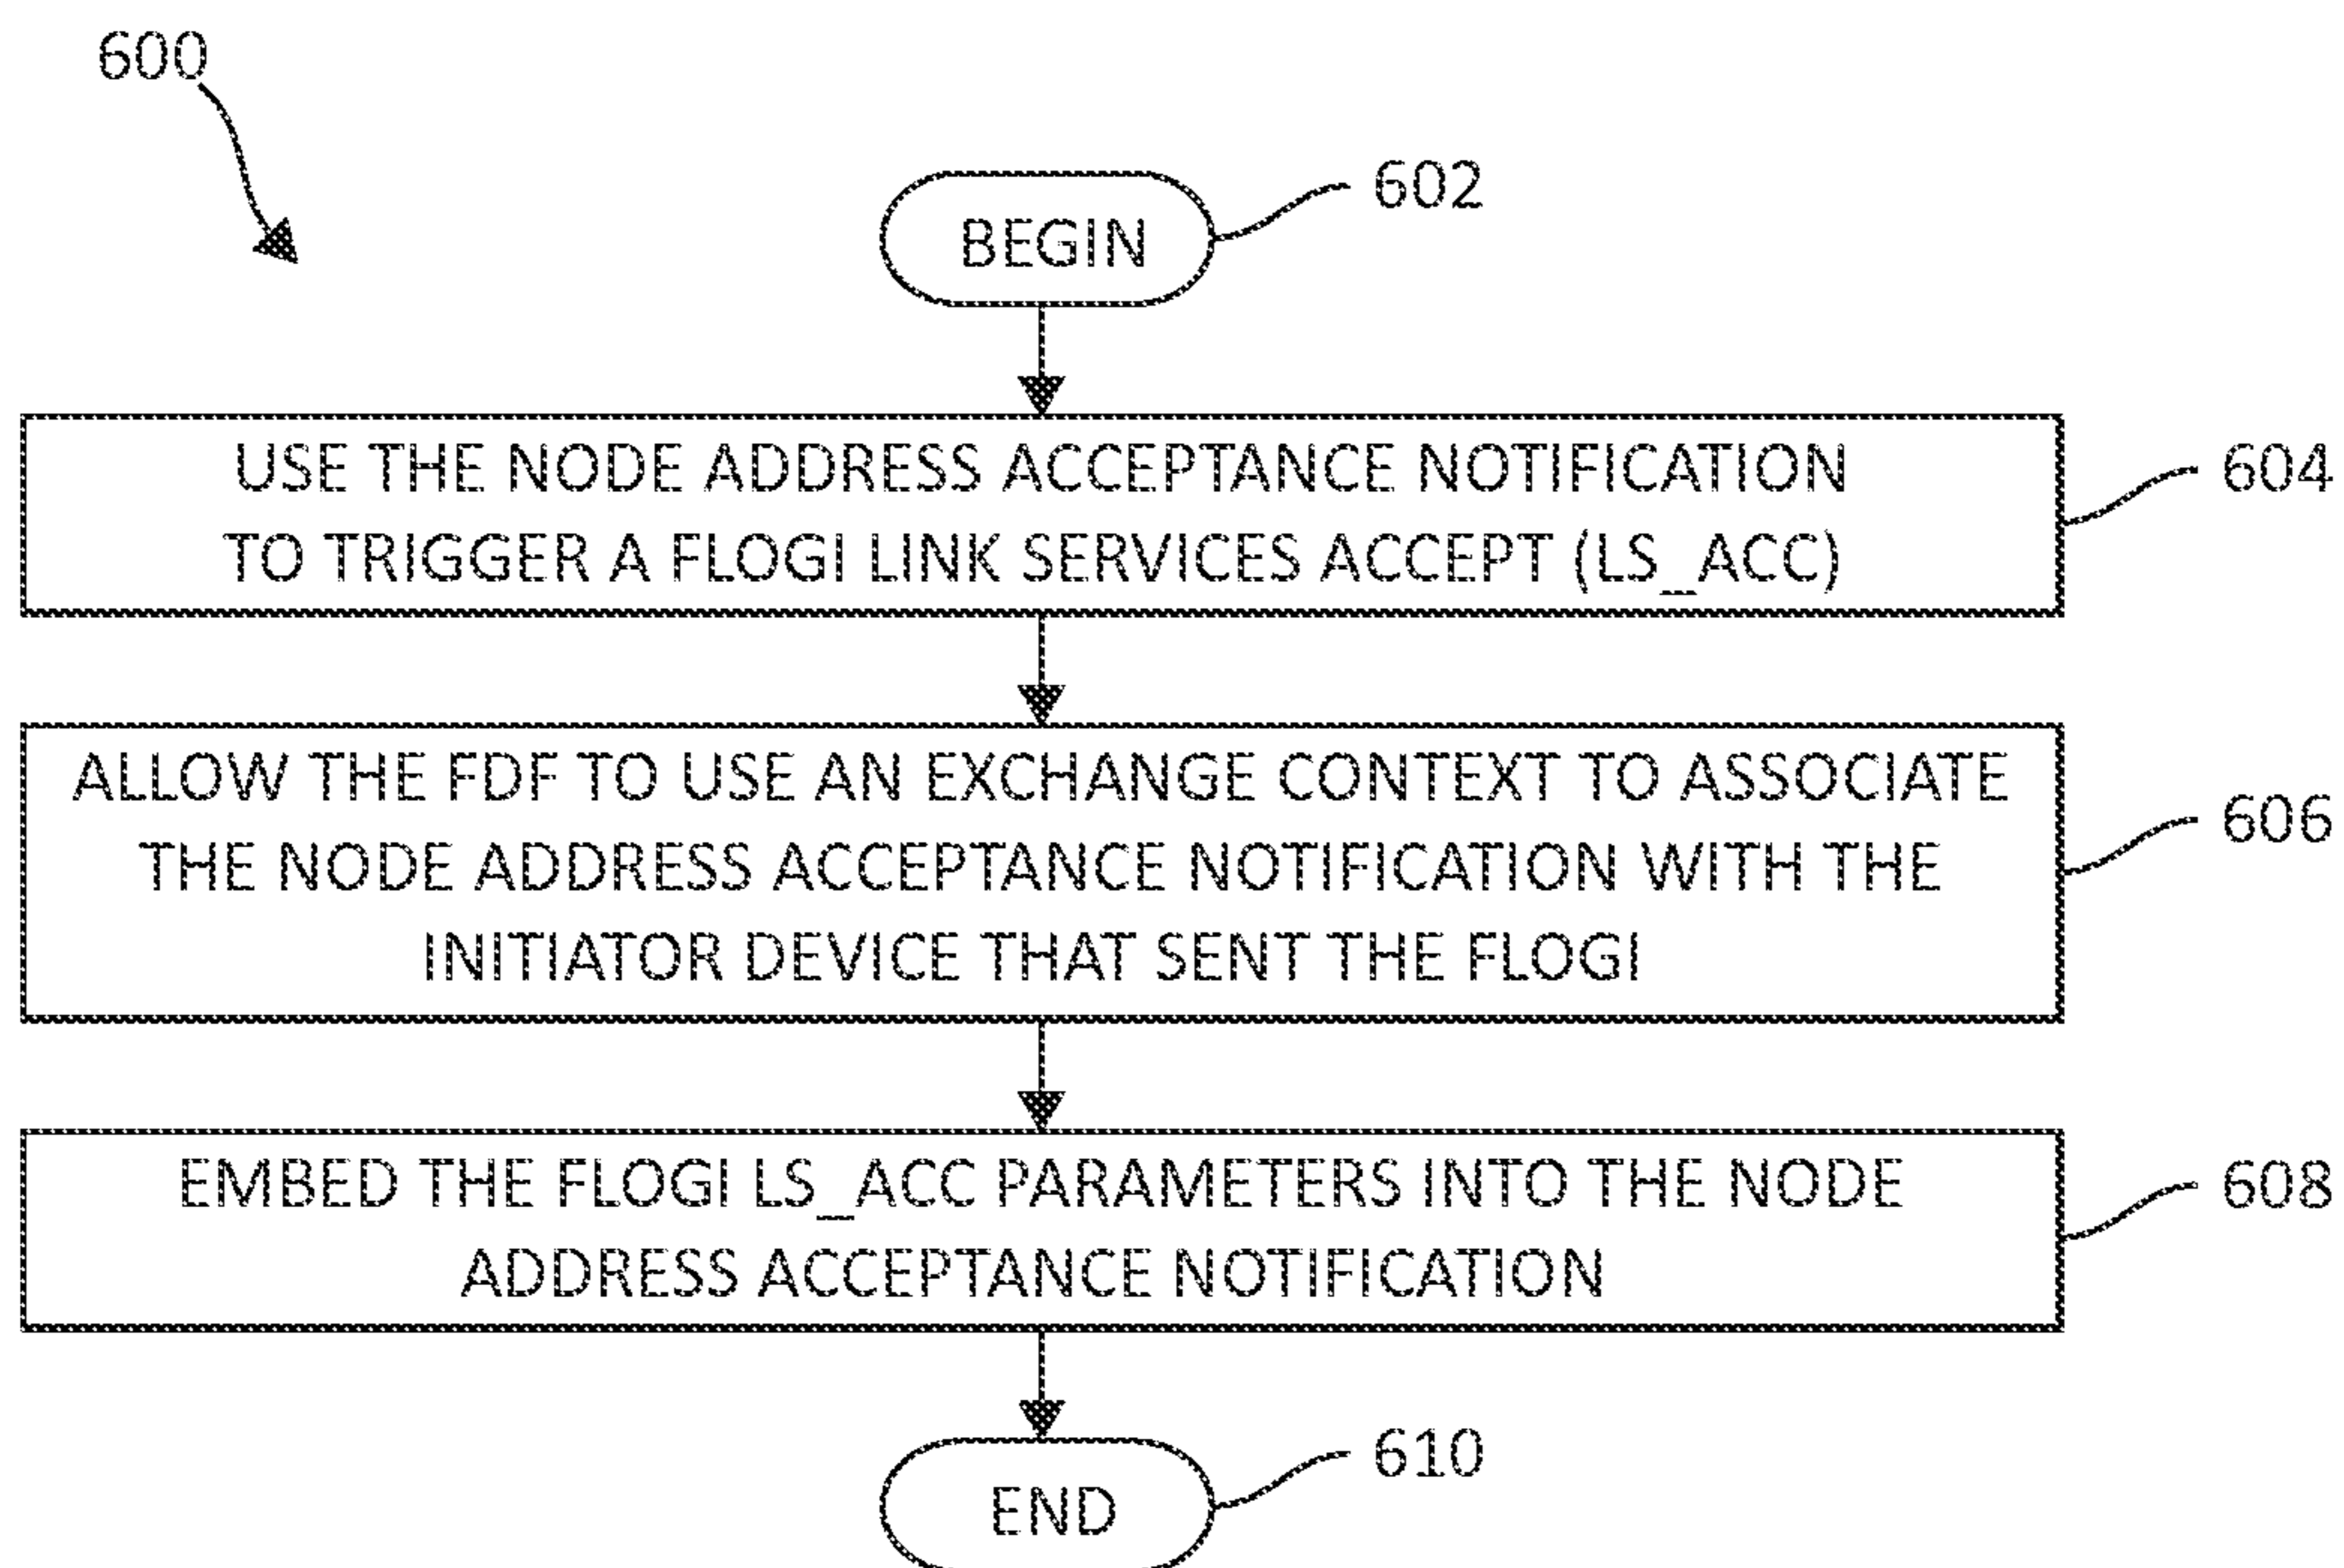 600
602
BEGIN
USE THE NODE ADDRESS ACCEPTANCE NOTIFICATION
604
TO TRIGGER A FLOGI LINK SERVICES ACCEPT (LS_ACC)
ALLOW THE FDF TO USE AN EXCHANGE CONTEXT TO ASSOCIATE
606
THE NODE ADDRESS ACCEPTANCE NOTIFICATION WITH THE
INITIATOR DEVICE THAT SENT THE FLOGI
EMBED THE FLOGI LS_ACC PARAMETERS INTO THE NODE
608
ADDRESS ACCEPTANCE NOTIFICATION
610
END